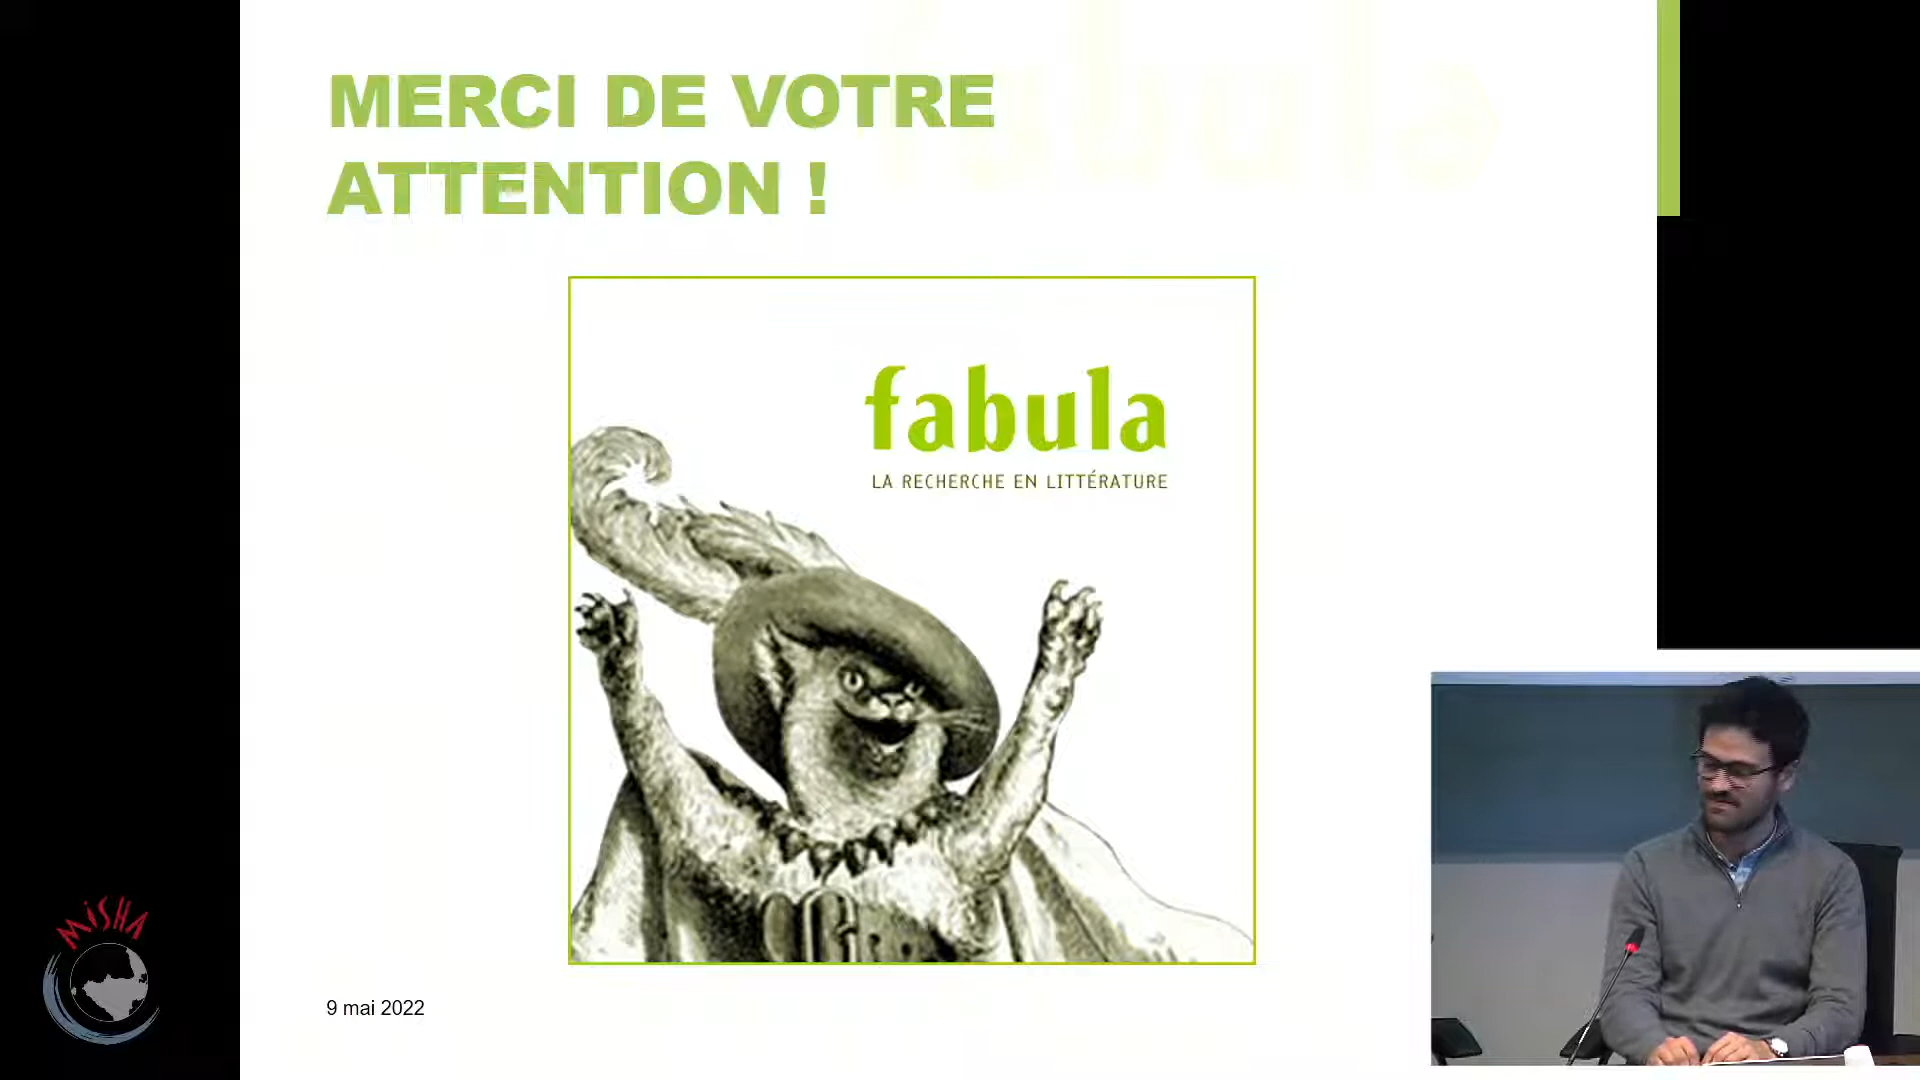 MERCI DE VOTRE
ATTENTION !
fabula
LA RECHERCHE EN LITTÉRATURE
MiSHA
9 mai 2022